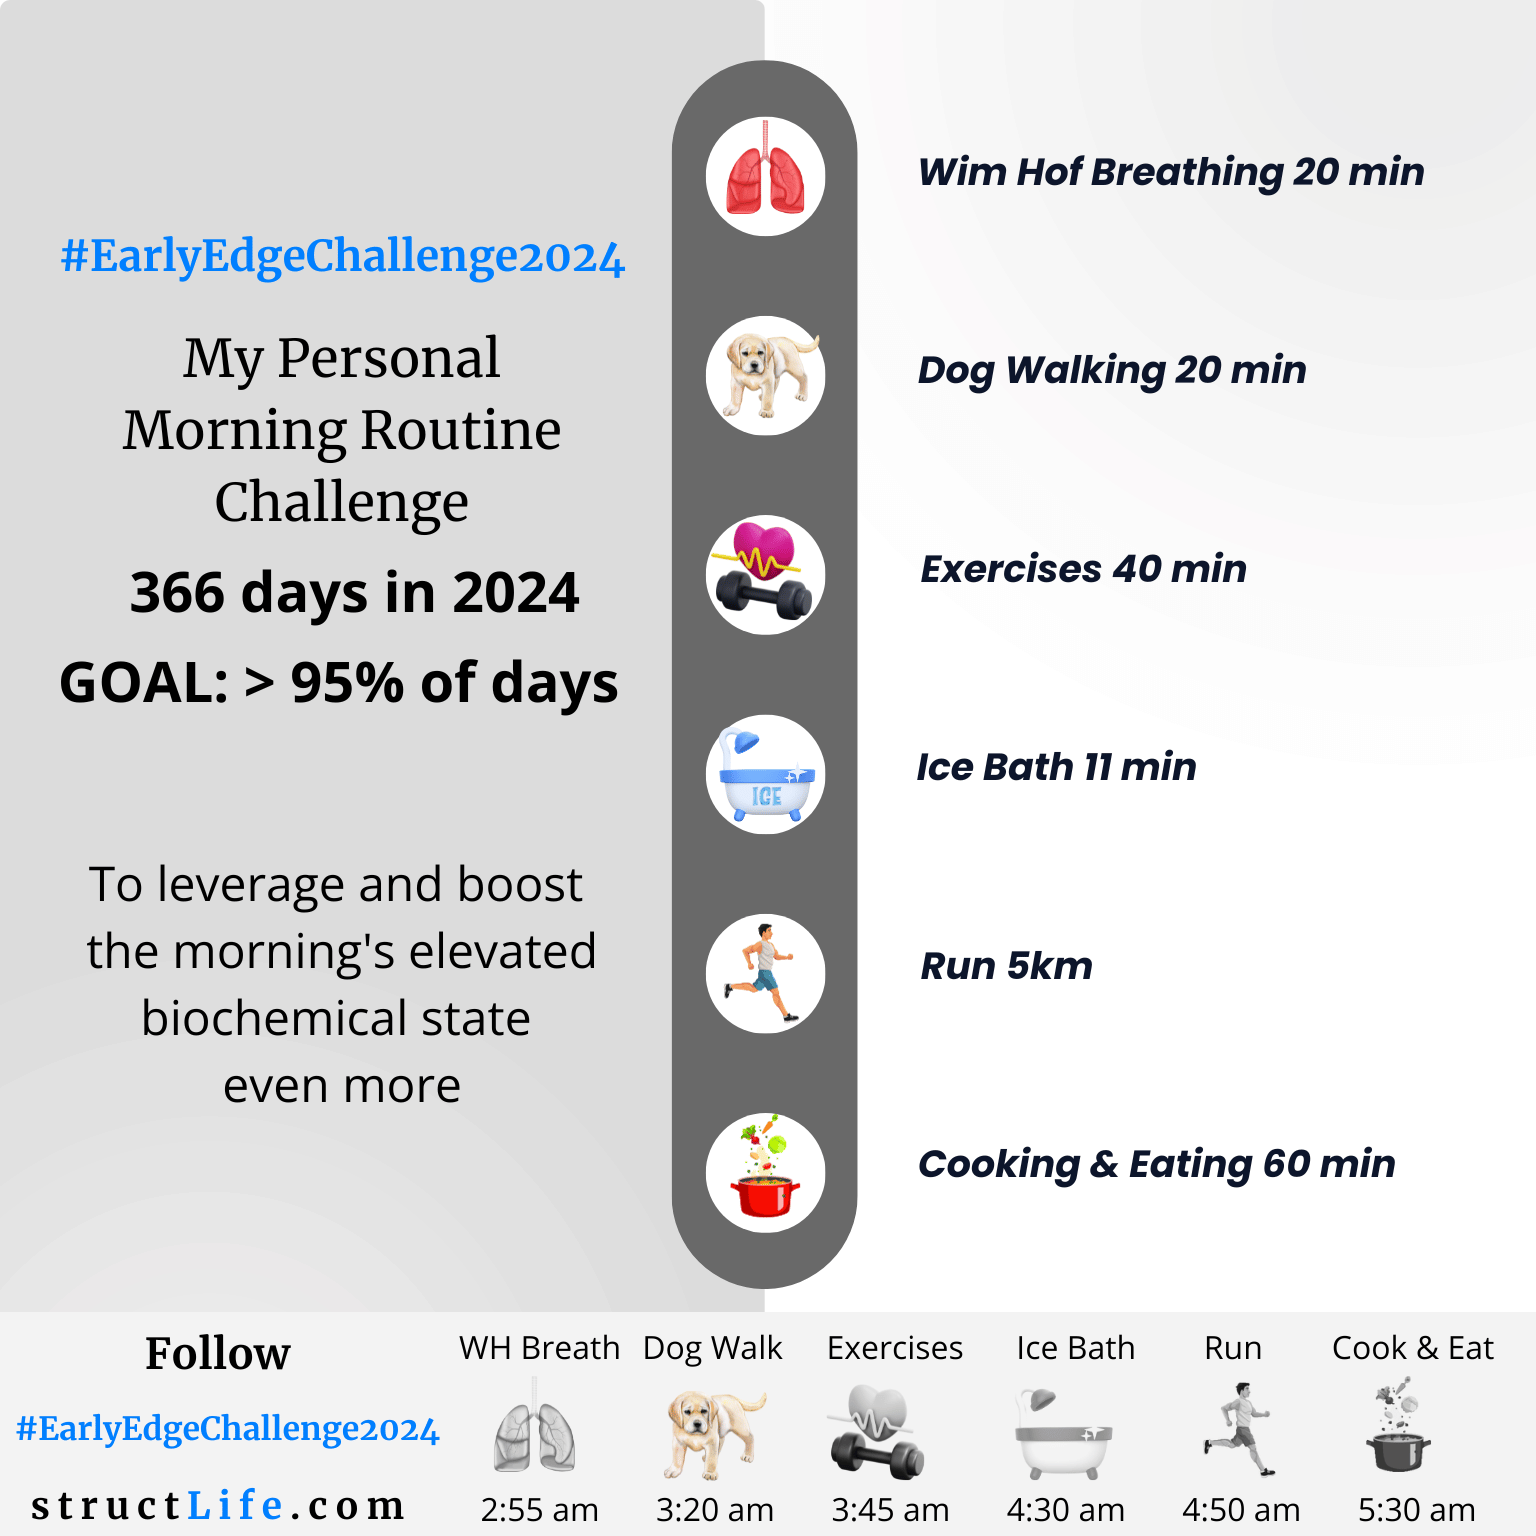 #EarlyEdgeChallenge2024
My Personal
Morning Routine
Challenge
366 days in 2024
GOAL: > 95% of days
To leverage and boost
the morning's elevated
biochemical state
even more
Wim Hof Breathing 20 min
Dog Walking 20 min
Exercises 40 min
Ice Bath 11 min
ICE
Run 5km
Cooking & Eating 60 min
Follow
#EarlyEdgeChallenge2024
structLife.com
WH Breath
2:55 am
Dog Walk
3:20 am
Exercises
3:45 am
Ice Bath
4:30 am
Run
4:50 am
Cook & Eat
5:30 am